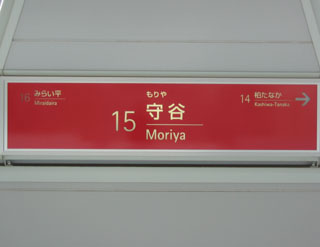 16 みらい平
Miraidaira
もりや
15 守谷
Moriya
14 柏たなか
Kashiwa-Tanaka